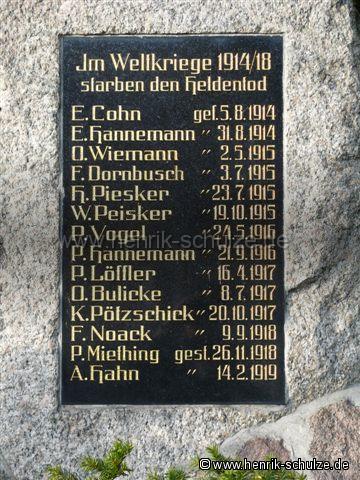 Jm Weltkriege 1914/18
starben den Heldentod
E. Cohn gef. 5.8.1914
E. Hannemann " 31.8.1914
O. Wiemann " 2.5.1915
F. Dornbusch " 3.7.1915
H. Piesker " 23.7.1915
W. Peisker " 19.10.1915
P. Vogel " 24.5.1916
P. Hannemann " 21.9.1916
P. Löffler " 16.4.1917
O. Bulicke " 8.7.1917
K. Pötzschick " 20.10.1917
F. Noack " 9.9.1918
P. Miething gest. 26.11.1918
A. Hahn " 14.2.1919
© www.henrik-schulze.de
© www.henrik-schulze.de